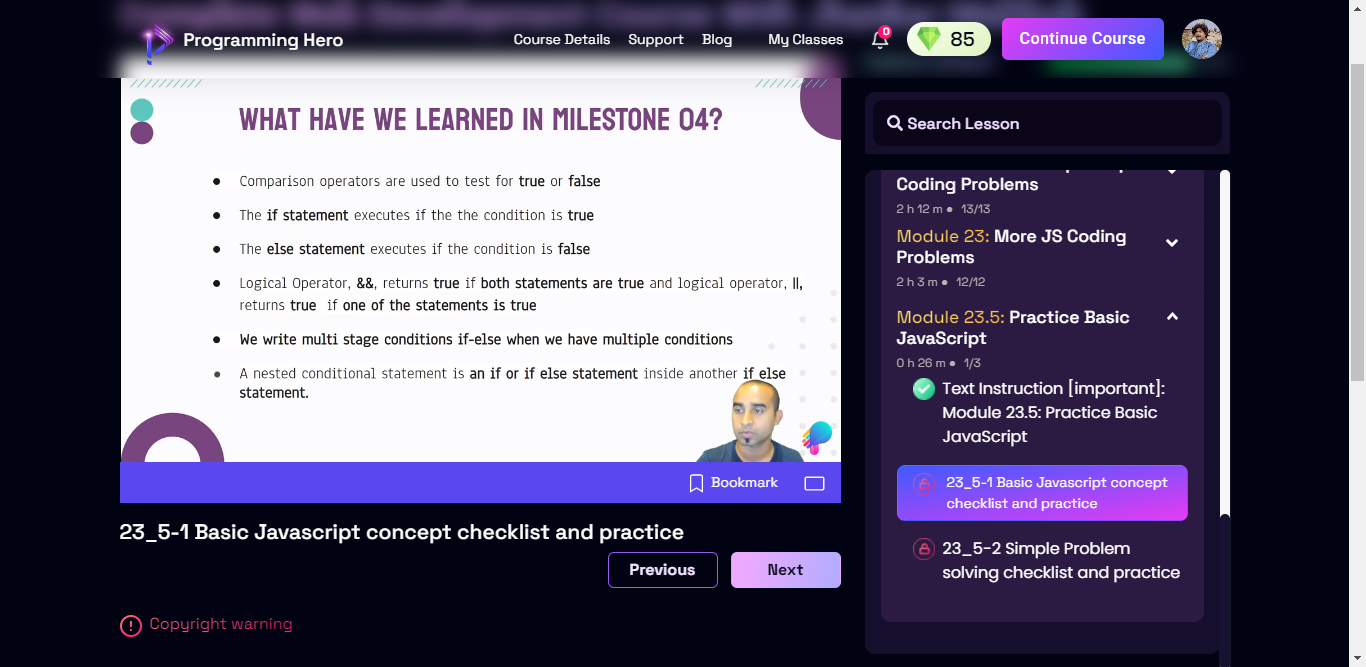 Programming Hero
Course Details
Support
Blog
My Classes
0
85
Continue Course
WHAT HAVE WE LEARNED IN MILESTONE 04?
Comparison operators are used to test for true or false
The if statement executes if the the condition is true
The else statement executes if the condition is false
Logical Operator, &&, returns true if both statements are true and logical operator, ||,
returns true if one of the statements is true
We write multi stage conditions if-else when we have multiple conditions
A nested conditional statement is an if or if else statement inside another if else
statement.
Bookmark
23_5-1 Basic Javascript concept checklist and practice
Previous
Next
Copyright warning
Search Lesson
Coding Problems
2 h 12 m ● 13/13
Module 23: More JS Coding
Problems
2 h 3 m ● 12/12
Module 23.5: Practice Basic
JavaScript
0 h 26 m ● 1/3
Text Instruction [important]:
Module 23.5: Practice Basic
JavaScript
23_5-1 Basic Javascript concept
checklist and practice
23_5-2 Simple Problem
solving checklist and practice